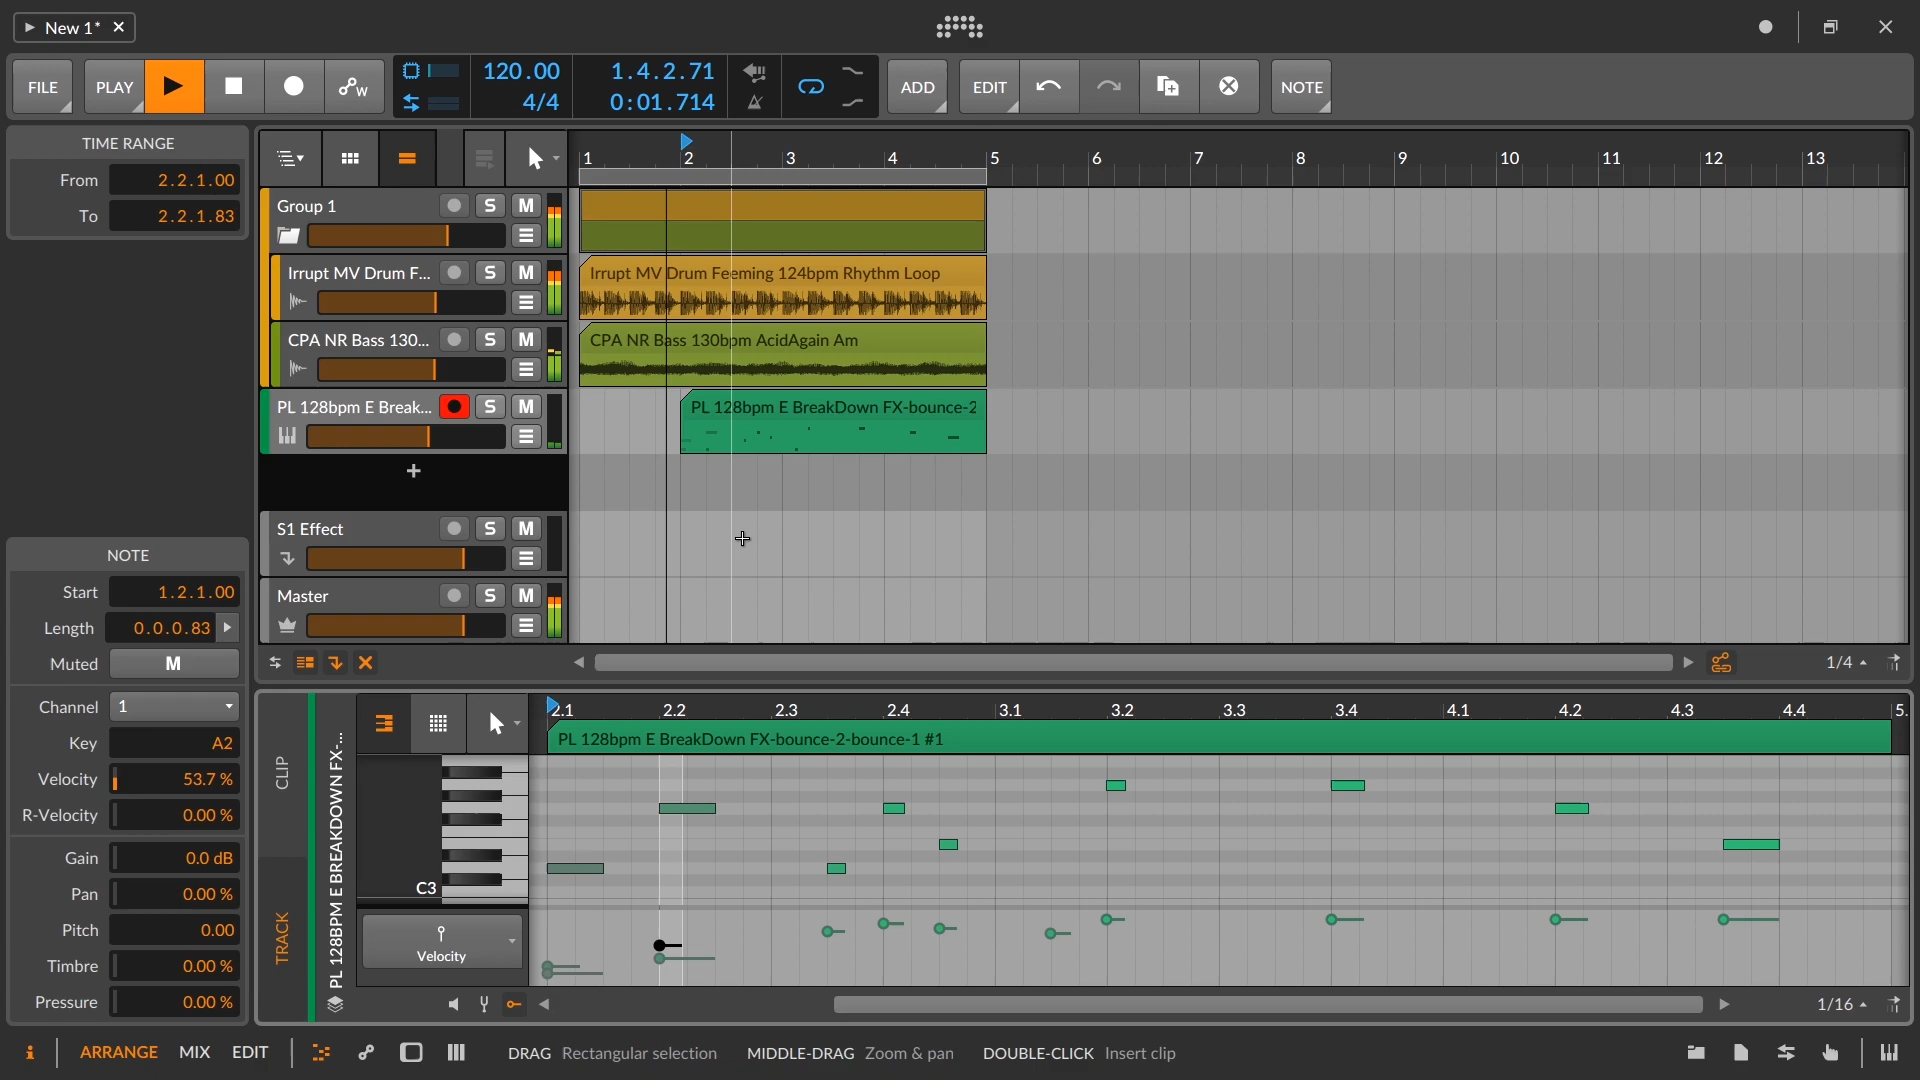 New 1*
FILE PLAY W 120.00 1.4.2.71 ADD EDIT NOTE
4/4 0:01.714
TIME RANGE
From 2.2.1.00
To 2.2.1.83
1 2 3 4 5 6 7 8 9 10 11 12 13
Group 1 S M
Irrupt MV Drum F... S M
Irrupt MV Drum Feeming 124bpm Rhythm Loop
CPA NR Bass 130... S M
CPA NR Bass 130bpm AcidAgain Am
PL 128bpm E Break... S M
PL 128bpm E BreakDown FX-bounce-2
+
S1 Effect S M
Master S M
1/4
NOTE
Start 1.2.1.00
Length 0.0.0.83
Muted M
Channel 1
Key A2
Velocity 53.7 %
R-Velocity 0.00 %
Gain 0.0 dB
Pan 0.00 %
Pitch 0.00
Timbre 0.00 %
Pressure 0.00 %
CLIP
TRACK
PL 128BPM E BREAKDOWN FX-...
2.1 2.2 2.3 2.4 3.1 3.2 3.3 3.4 4.1 4.2 4.3 4.4 5.
PL 128bpm E BreakDown FX-bounce-2-bounce-1 #1
C3
Velocity
1/16
i ARRANGE MIX EDIT DRAG Rectangular selection MIDDLE-DRAG Zoom & pan DOUBLE-CLICK Insert clip